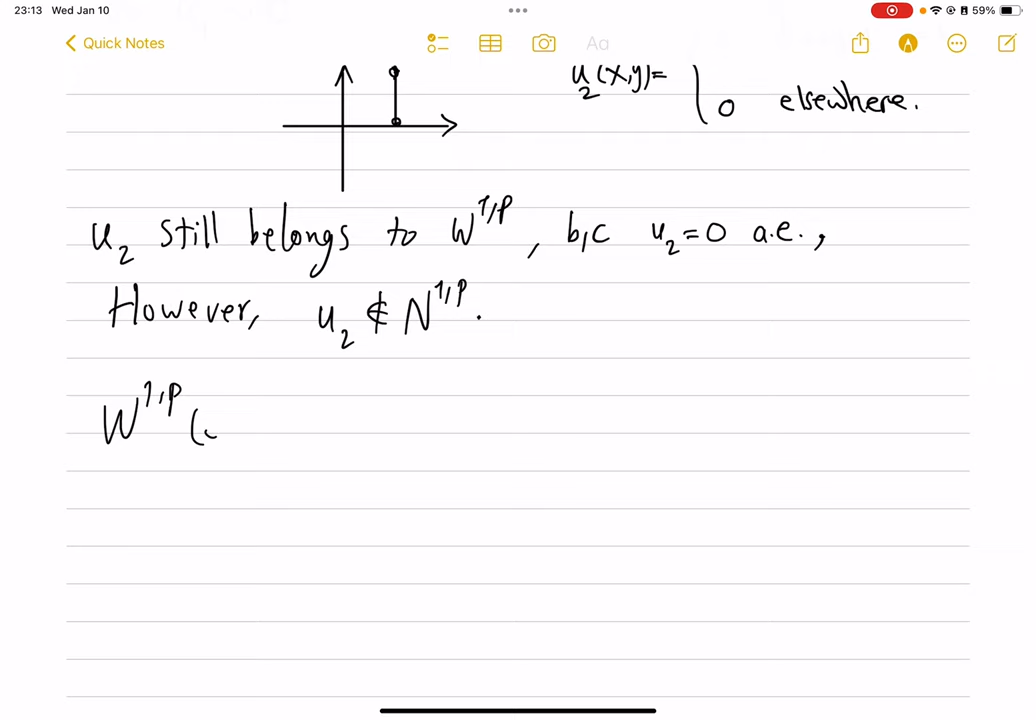 23:13 Wed Jan 10
59%
Quick Notes
Aa
u₂(x,y)= { 0 elsewhere.
u₂ still belongs to W^{1,p}, b,c u₂=0 a.e.,
However, u₂ ∉ N^{1,p}.
W^{1,p}(